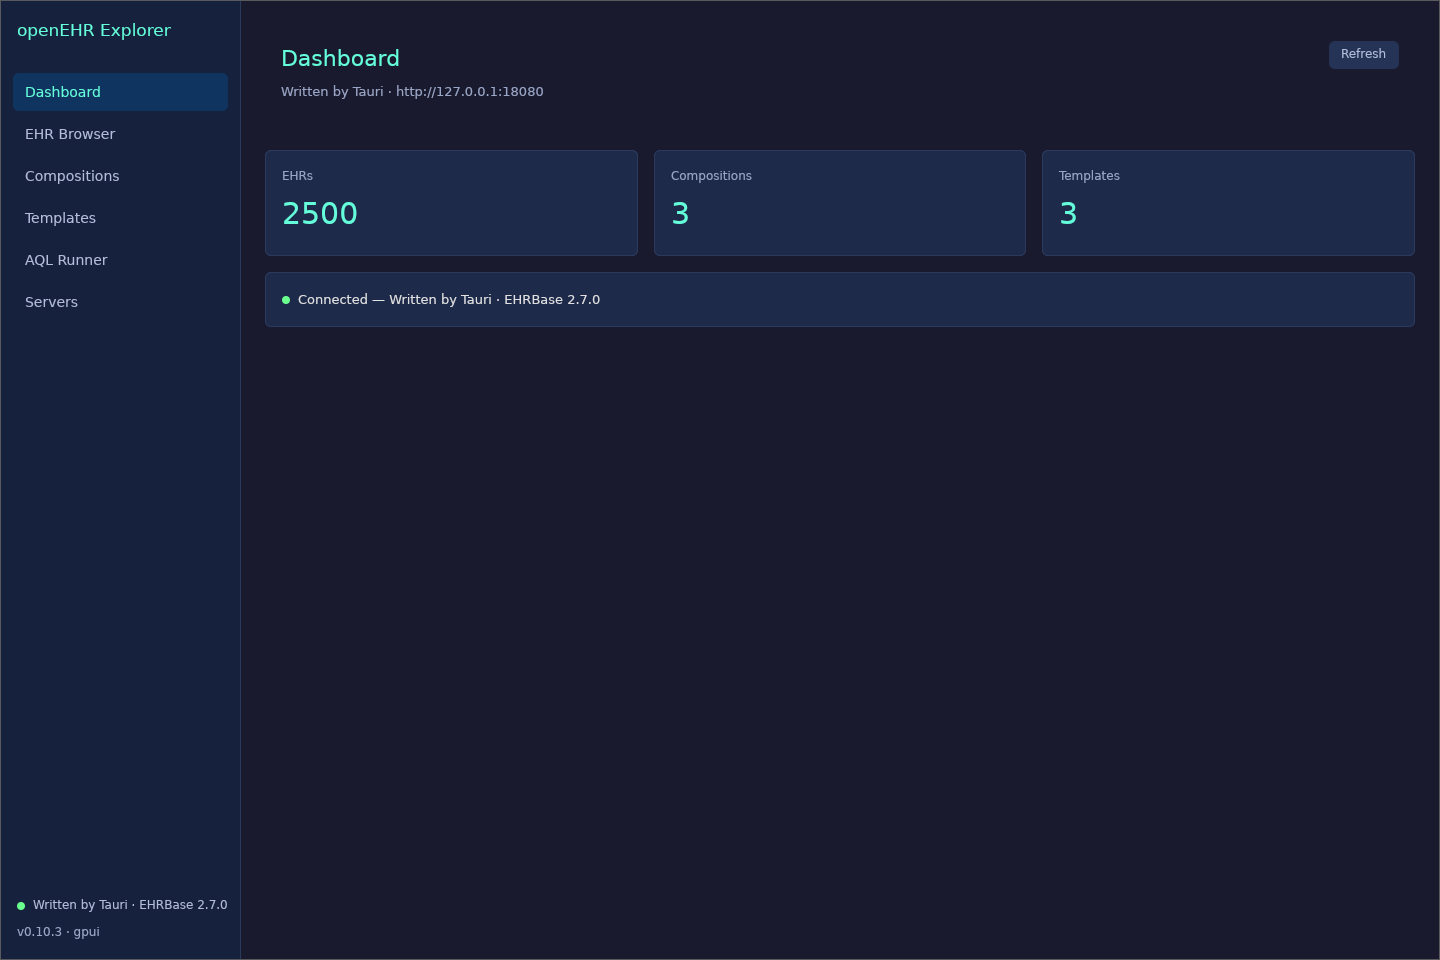 openEHR Explorer
Dashboard
EHR Browser
Compositions
Templates
AQL Runner
Servers
Written by Tauri · EHRBase 2.7.0
v0.10.3 · gpui
Dashboard
Written by Tauri · http://127.0.0.1:18080
Refresh
EHRs
2500
Compositions
3
Templates
3
Connected — Written by Tauri · EHRBase 2.7.0